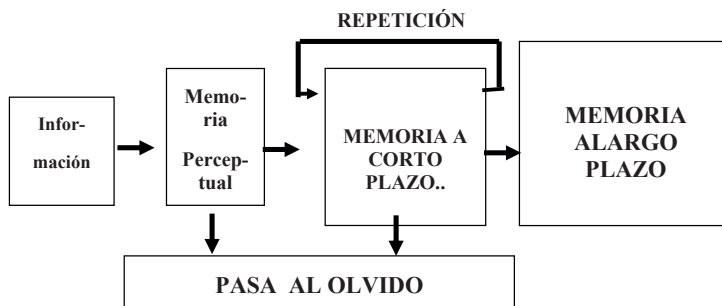 REPETICIÓN
Infor-
mación
Memo-
ria
Percep-
tual
MEMORIA A
CORTO
PLAZO..
MEMORIA
ALARGO
PLAZO
PASA AL OLVIDO